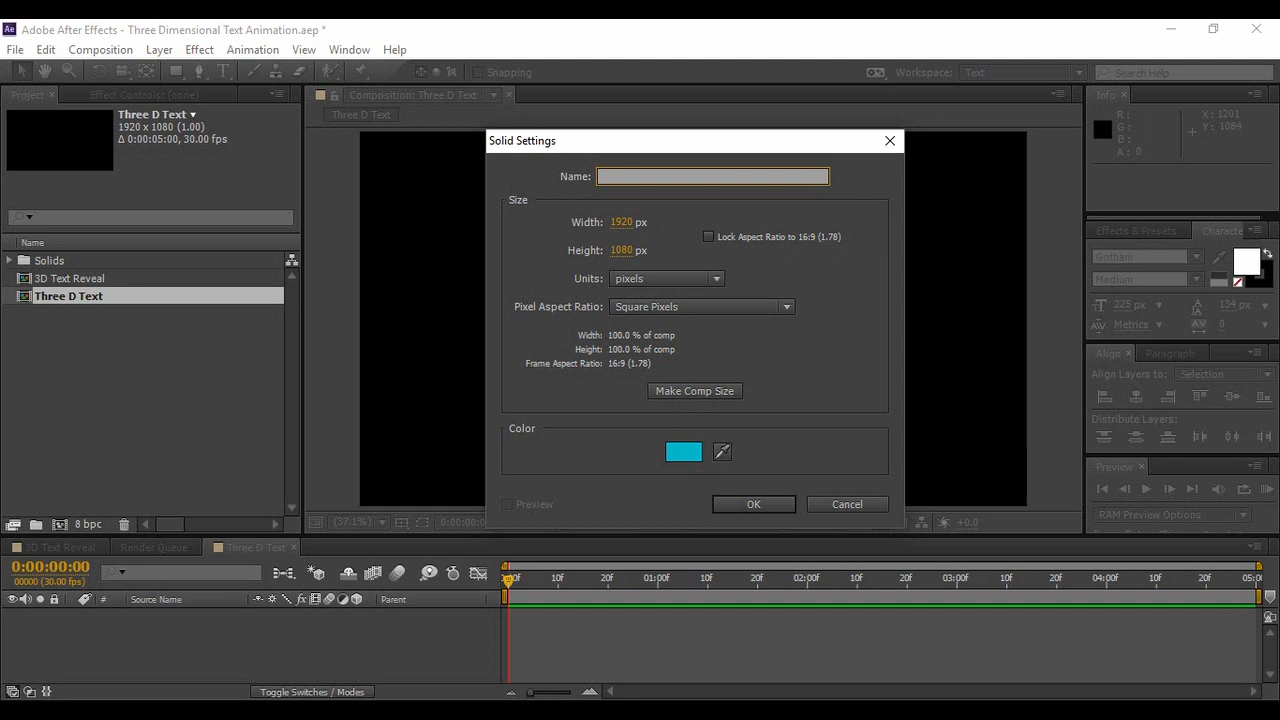 Ae Adobe After Effects - Three Dimensional Text Animation.aep *
File Edit Composition Layer Effect Animation View Window Help
Snapping
Workspace: Text
Search Help
Project
Effect Controls: (none)
Composition: Three D Text
Info
Three D Text
1920 x 1080 (1.00)
Δ 0:00:05:00, 30.00 fps
Three D Text
R :
G :
B :
A : 0
X : 1201
Y : 1084
Solid Settings
Name:
Size
Width: 1920 px
Height: 1080 px
Lock Aspect Ratio to 16:9 (1.78)
Units: pixels
Pixel Aspect Ratio: Square Pixels
Width: 100.0 % of comp
Height: 100.0 % of comp
Frame Aspect Ratio: 16:9 (1.78)
Make Comp Size
Color
Preview
OK
Cancel
Name
Solids
3D Text Reveal
Three D Text
8 bpc
Effects & Presets
Characte
Gotham
Medium
225 px
134 px
Metrics
0
Align
Paragraph
Align Layers to: Selection
Distribute Layers:
Preview
RAM Preview Options
(37.1%)
0:00:0
+0.0
3D Text Reveal
Render Queue
Three D Text
0:00:00:00
00000 (30.00 fps)
:00f 10f 20f 01:00f 10f 20f 02:00f 10f 20f 03:00f 10f 20f 04:00f 10f 20f 05:0
# Source Name
fx
Parent
Toggle Switches / Modes